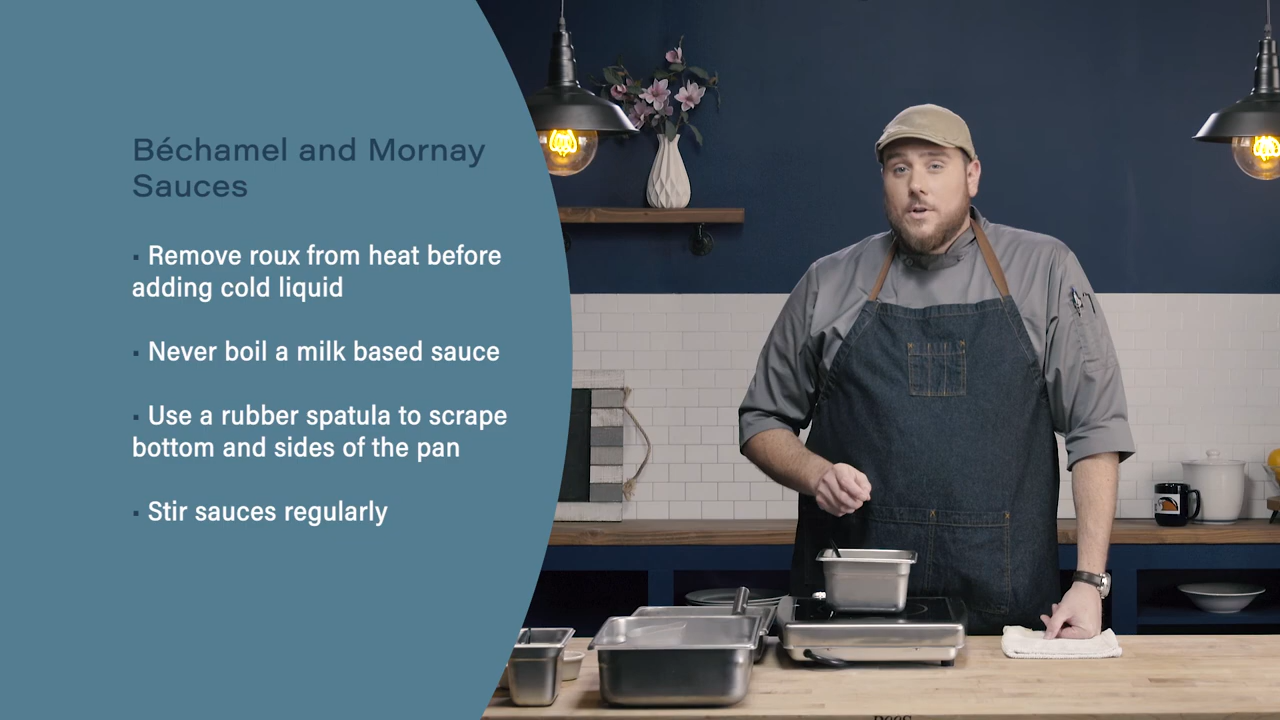 Béchamel and Mornay
Sauces
· Remove roux from heat before
adding cold liquid
· Never boil a milk based sauce
· Use a rubber spatula to scrape
bottom and sides of the pan
· Stir sauces regularly